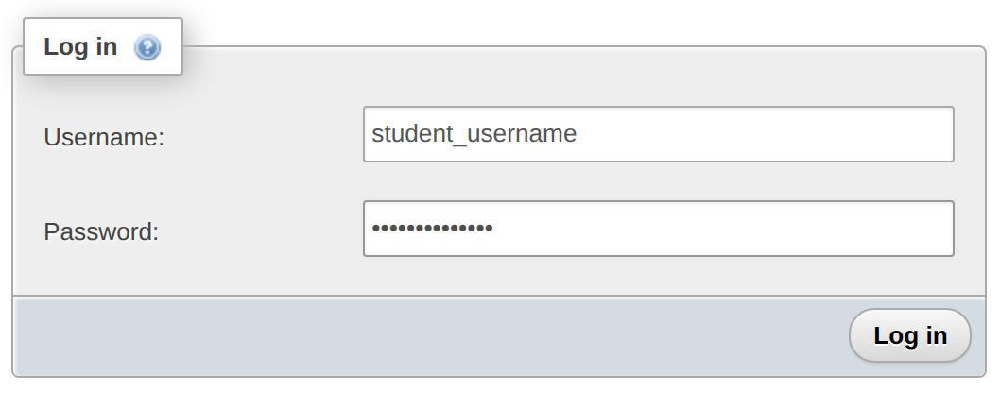 Log in
Username: student_username
Password: ••••••••••••••
Log in